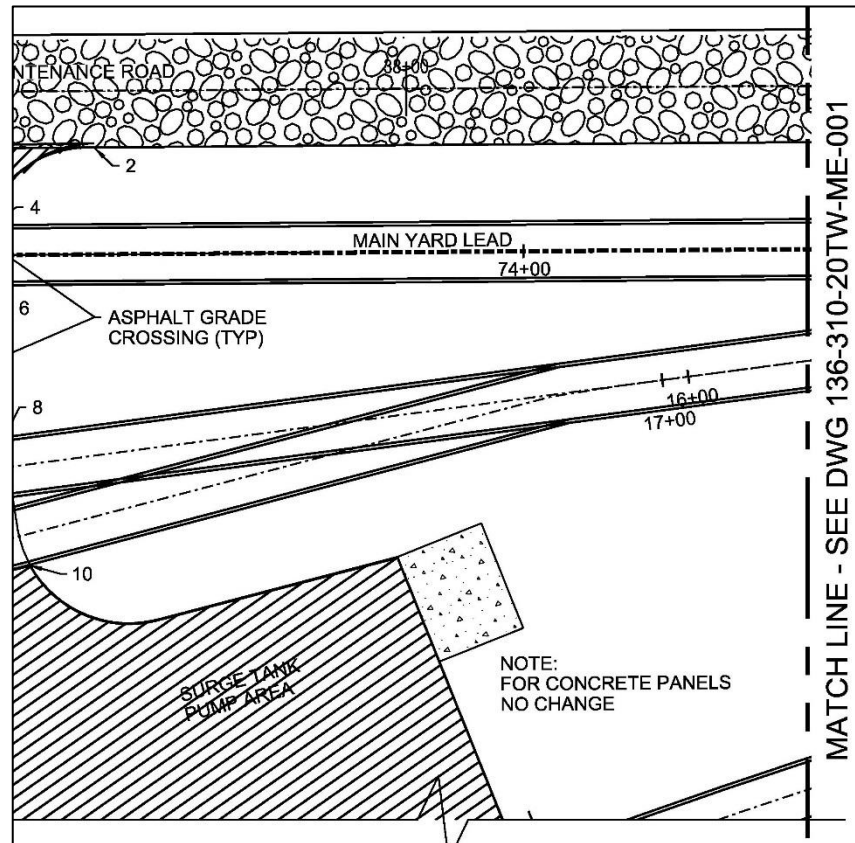 NTENANCE ROAD
38+00
2
4
MAIN YARD LEAD
74+00
6
ASPHALT GRADE
CROSSING (TYP)
8
16+00
17+00
10
SURGE TANK
PUMP AREA
NOTE:
FOR CONCRETE PANELS
NO CHANGE
MATCH LINE - SEE DWG 136-310-20TW-ME-001